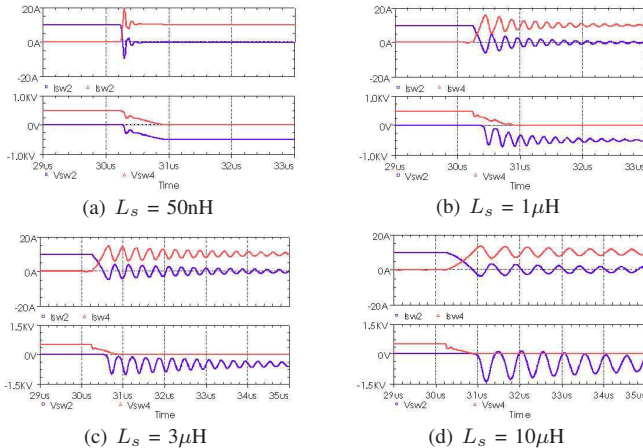 20A
0A
20A
Isw2 Isw2
1.0KV
0V
1.0KV
29us 30us 31us 32us 33us
Vsw2 Vsw4
Time
(a) Ls = 50nH
20A
0A
20A
Isw2 Isw4
1.0KV
0V
-1.0KV
29us 30us 31us 32us 33us
Vsw2 Vsw4
Time
(b) Ls = 1μH
20A
0A
20A
Isw2 Isw4
1.5KV
0V
-1.5KV
29us 30us 31us 32us 33us 34us 35us
Vsw2 Vsw4
Time
(c) Ls = 3μH
20A
0A
20A
Isw2 Isw4
1.5KV
0V
-1.5KV
29us 30us 31us 32us 33us 34us 35us
Vsw2 Vsw4
Time
(d) Ls = 10μH